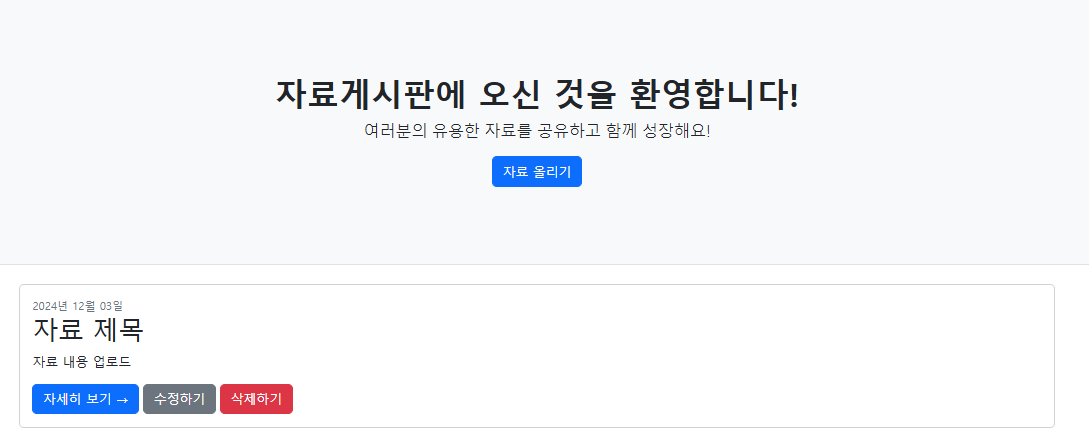 자료게시판에 오신 것을 환영합니다!
여러분의 유용한 자료를 공유하고 함께 성장해요!
자료 올리기
2024년 12월 03일
자료 제목
자료 내용 업로드
자세히 보기 → 수정하기 삭제하기